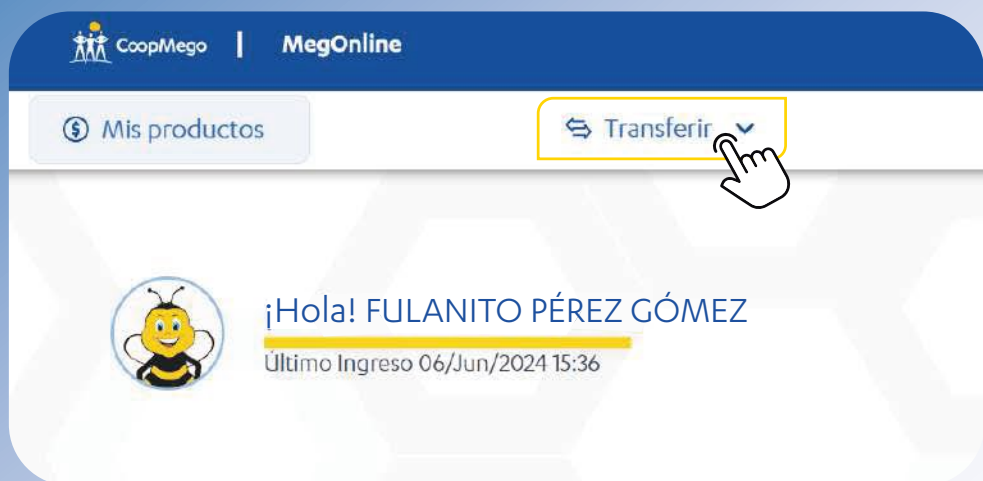 CoopMego | MegOnline
Mis productos
Transferir
¡Hola! FULANITO PÉREZ GÓMEZ
Último Ingreso 06/Jun/2024 15:36